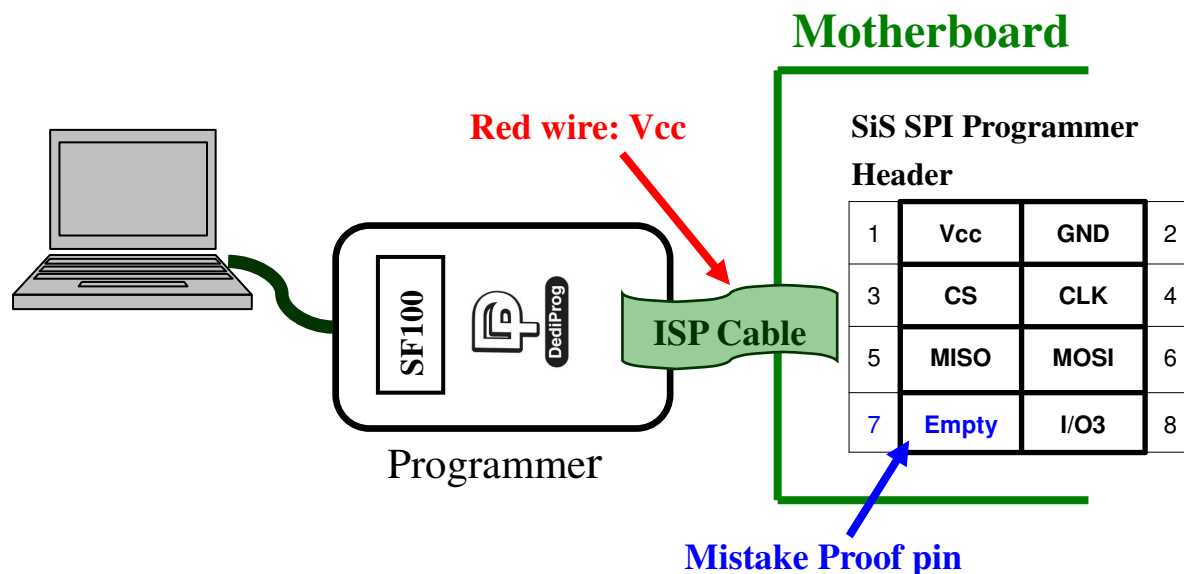 Motherboard
Red wire: Vcc
SiS SPI Programmer
Header
1 Vcc GND 2
3 CS CLK 4
5 MISO MOSI 6
7 Empty I/O3 8
SF100
DediProg
ISP Cable
Programmer
Mistake Proof pin